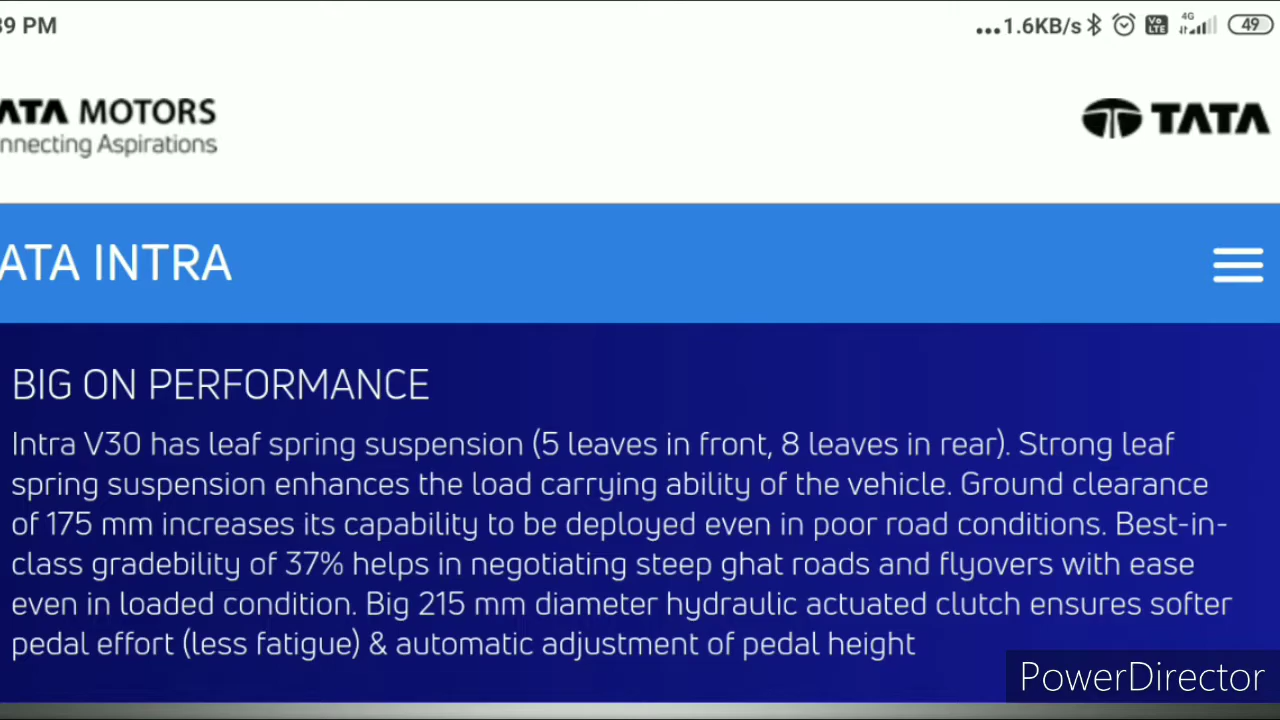 39 PM ...1.6KB/s Vo LTE 4G 49
ATA MOTORS TATA
nnecting Aspirations
ATA INTRA
BIG ON PERFORMANCE
Intra V30 has leaf spring suspension (5 leaves in front, 8 leaves in rear). Strong leaf
spring suspension enhances the load carrying ability of the vehicle. Ground clearance
of 175 mm increases its capability to be deployed even in poor road conditions. Best-in-
class gradebility of 37% helps in negotiating steep ghat roads and flyovers with ease
even in loaded condition. Big 215 mm diameter hydraulic actuated clutch ensures softer
pedal effort (less fatigue) & automatic adjustment of pedal height
PowerDirector